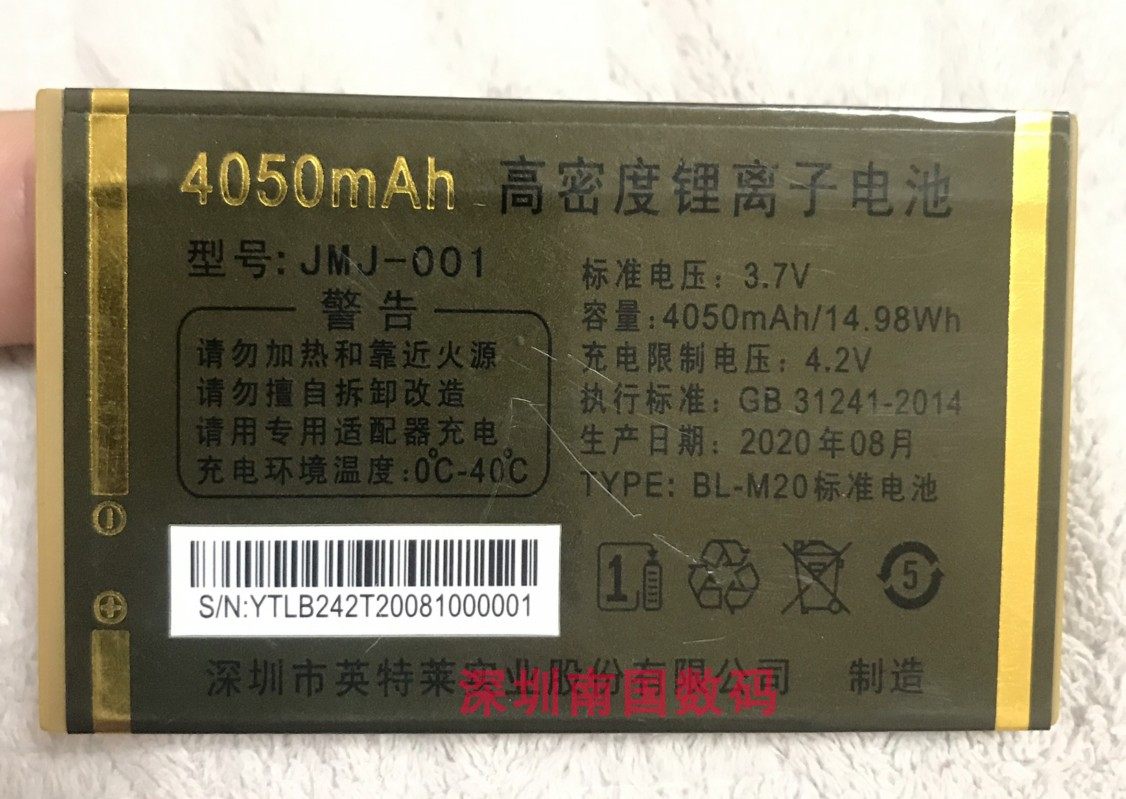 4050mAh 高密度锂离子电池
型号: JMJ-001
警告
请勿加热和靠近火源
请勿擅自拆卸改造
请用专用适配器充电
充电环境温度:0℃-40℃
标准电压: 3.7V
容量:4050mAh/14.98Wh
充电限制电压: 4.2V
执行标准: GB 31241-2014
生产日期: 2020年08月
TYPE: BL-M20标准电池
1
5
S/N:YTLB242T20081000001
深圳市英特莱实业股份有限公司 制造
深圳南国数码